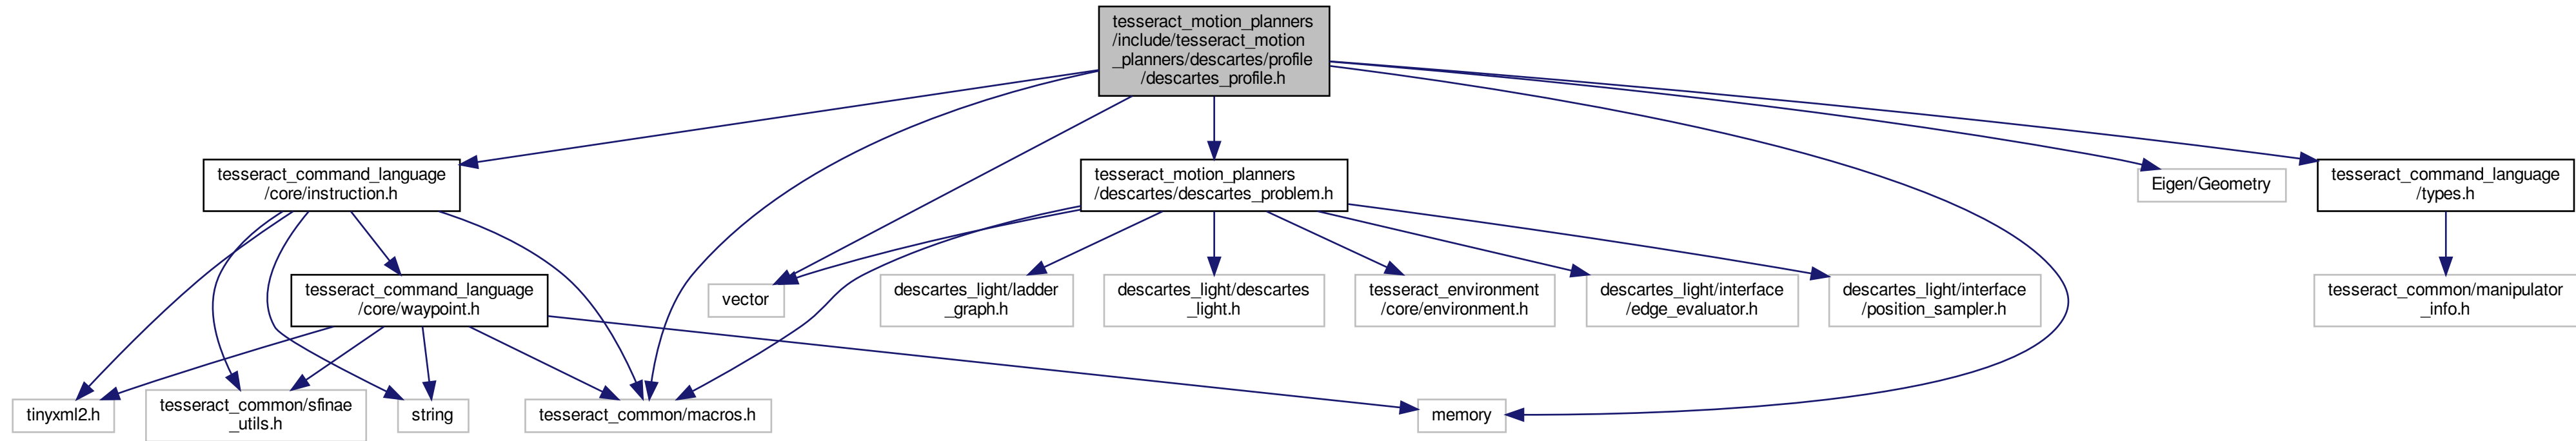 tesseract_motion_planners
/include/tesseract_motion
_planners/descartes/profile
/descartes_profile.h
tesseract_command_language
/core/instruction.h
tesseract_motion_planners
/descartes/descartes_problem.h
Eigen/Geometry
tesseract_command_language
/types.h
tesseract_command_language
/core/waypoint.h
vector
descartes_light/ladder
_graph.h
descartes_light/descartes
_light.h
tesseract_environment
/core/environment.h
descartes_light/interface
/edge_evaluator.h
descartes_light/interface
/position_sampler.h
tesseract_common/manipulator
_info.h
tinyxml2.h
tesseract_common/sfinae
_utils.h
string
tesseract_common/macros.h
memory